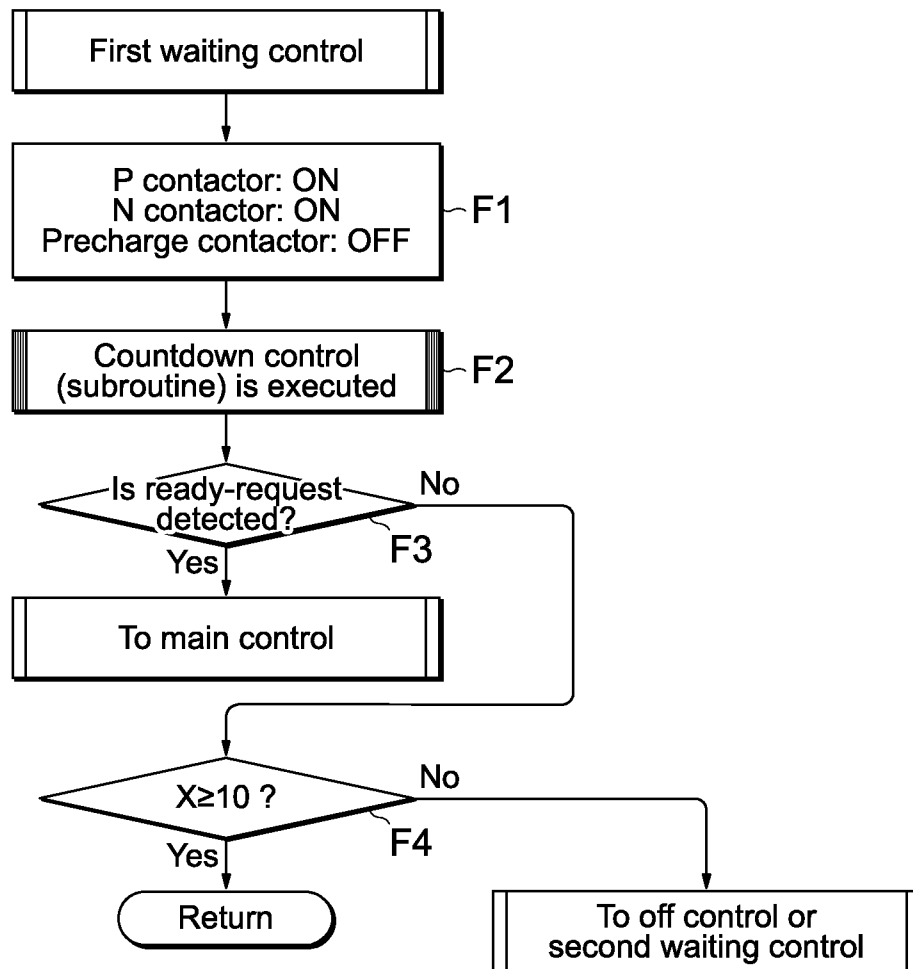 First waiting control
P contactor: ON
N contactor: ON
Precharge contactor: OFF
F1
Countdown control
(subroutine) is executed
F2
Is ready-request
detected?
No
F3
Yes
To main control
X≥10 ?
No
F4
Yes
Return
To off control or
second waiting control